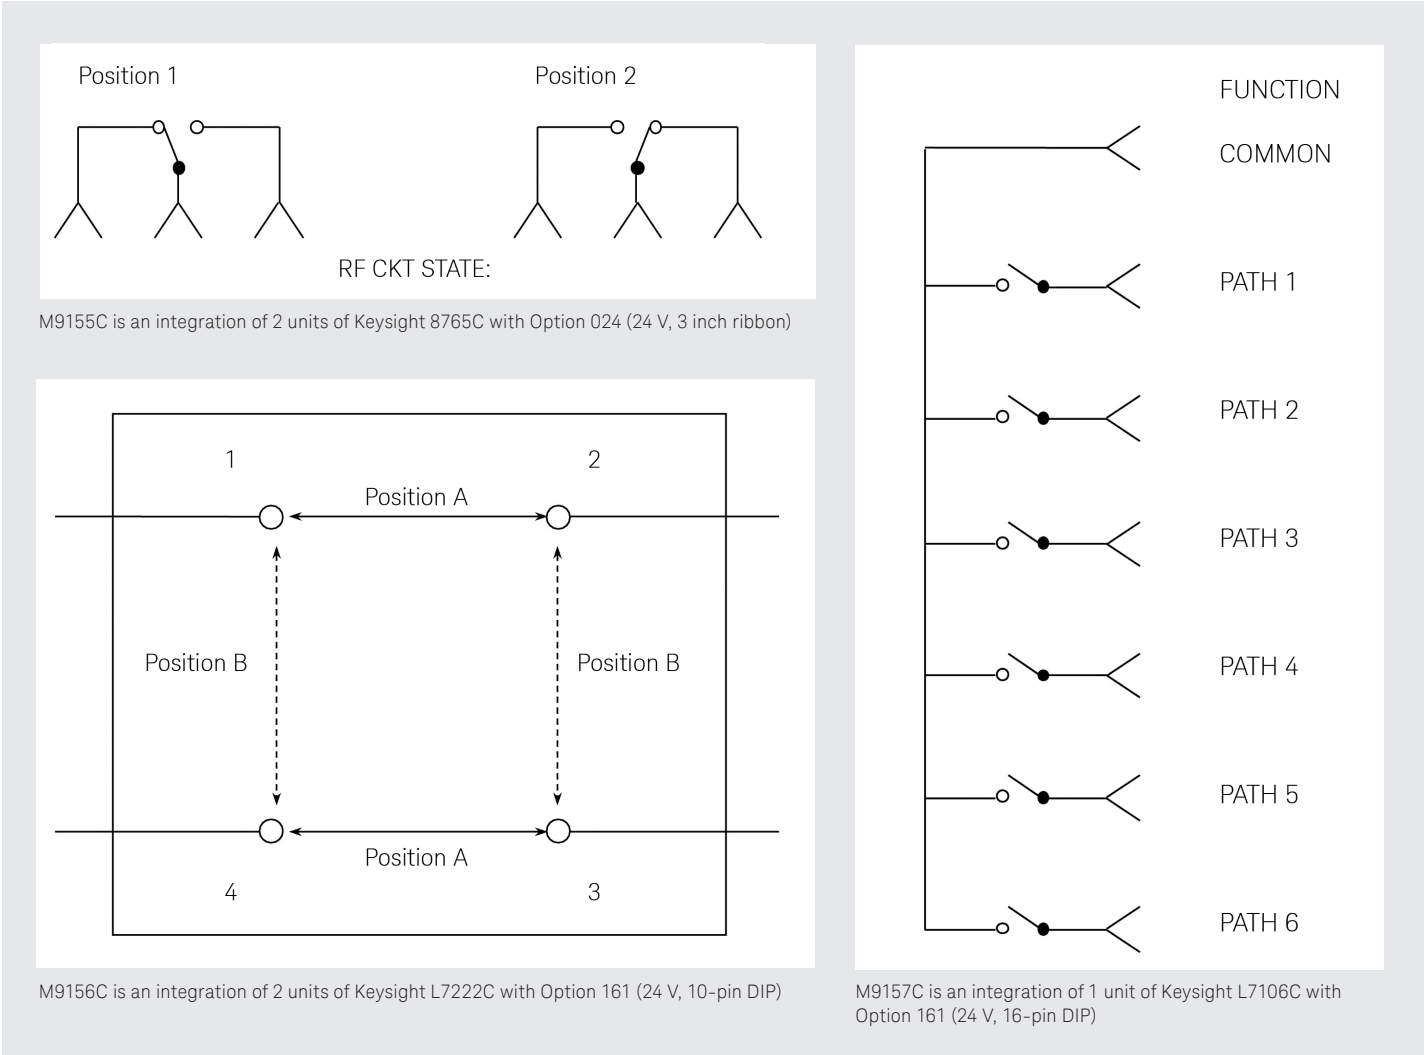 Position 1
Position 2
RF CKT STATE:
M9155C is an integration of 2 units of Keysight 8765C with Option 024 (24 V, 3 inch ribbon)
1
2
Position A
Position B
Position B
Position A
4
3
M9156C is an integration of 2 units of Keysight L7222C with Option 161 (24 V, 10-pin DIP)
FUNCTION
COMMON
PATH 1
PATH 2
PATH 3
PATH 4
PATH 5
PATH 6
M9157C is an integration of 1 unit of Keysight L7106C with
Option 161 (24 V, 16-pin DIP)